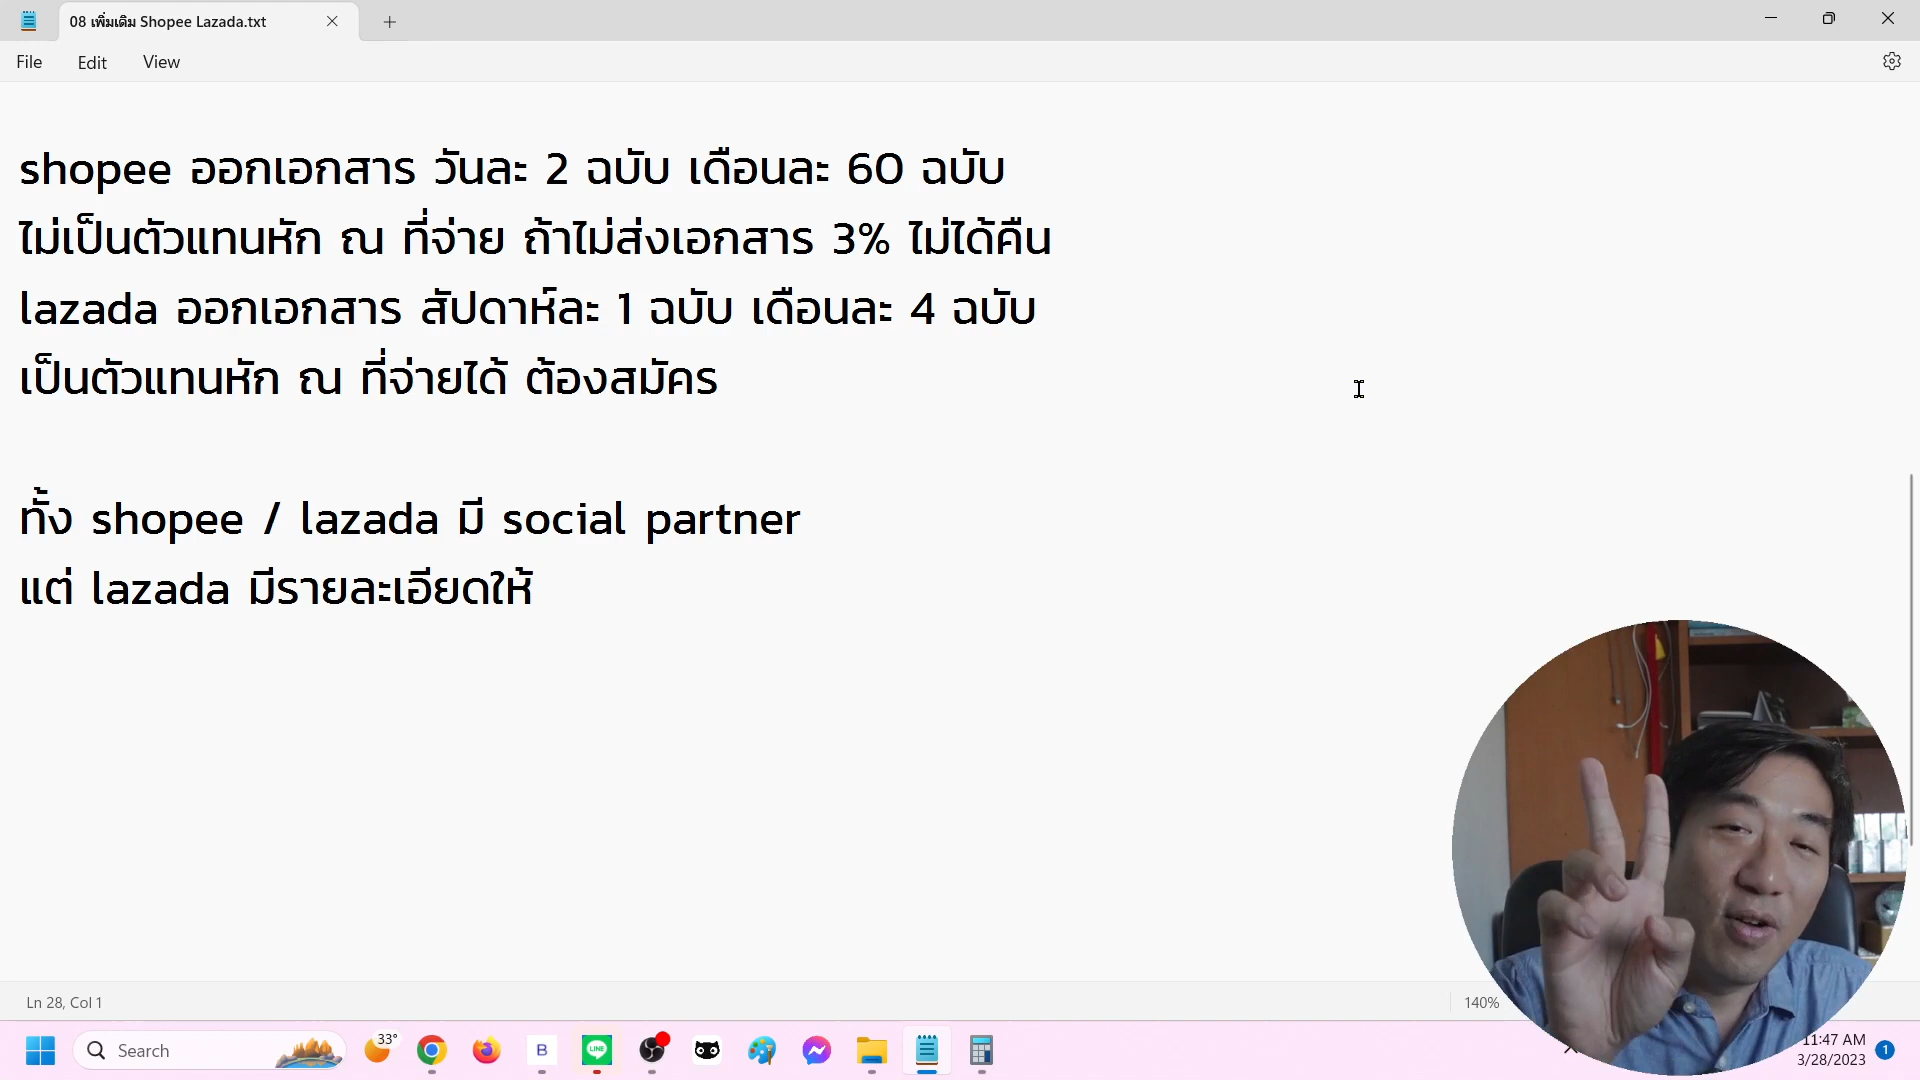 08 เพิ่มเติม Shopee Lazada.txt
File Edit View
shopee ออกเอกสาร วันละ 2 ฉบับ เดือนละ 60 ฉบับ
ไม่เป็นตัวแทนหัก ณ ที่จ่าย ถ้าไม่ส่งเอกสาร 3% ไม่ได้คืน
lazada ออกเอกสาร สัปดาห์ละ 1 ฉบับ เดือนละ 4 ฉบับ
เป็นตัวแทนหัก ณ ที่จ่ายได้ ต้องสมัคร
ทั้ง shopee / lazada มี social partner
แต่ lazada มีรายละเอียดให้
Ln 28, Col 1
140%
Search
33°
B
LINE
11:47 AM
3/28/2023
1